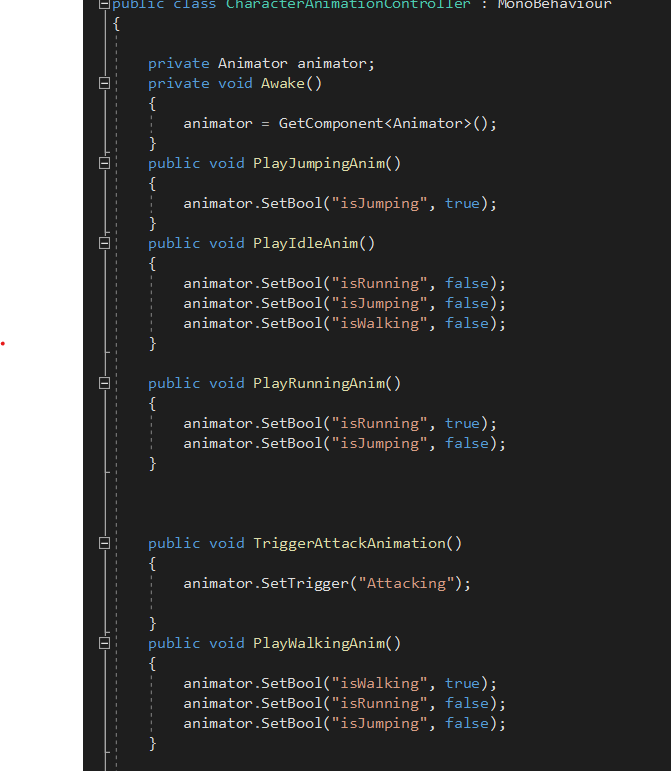 public class CharacterAnimationController : MonoBehaviour
{
private Animator animator;
private void Awake()
{
animator = GetComponent<Animator>();
}
public void PlayJumpingAnim()
{
animator.SetBool("isJumping", true);
}
public void PlayIdleAnim()
{
animator.SetBool("isRunning", false);
animator.SetBool("isJumping", false);
animator.SetBool("isWalking", false);
}
public void PlayRunningAnim()
{
animator.SetBool("isRunning", true);
animator.SetBool("isJumping", false);
}
public void TriggerAttackAnimation()
{
animator.SetTrigger("Attacking");
}
public void PlayWalkingAnim()
{
animator.SetBool("isWalking", true);
animator.SetBool("isRunning", false);
animator.SetBool("isJumping", false);
}